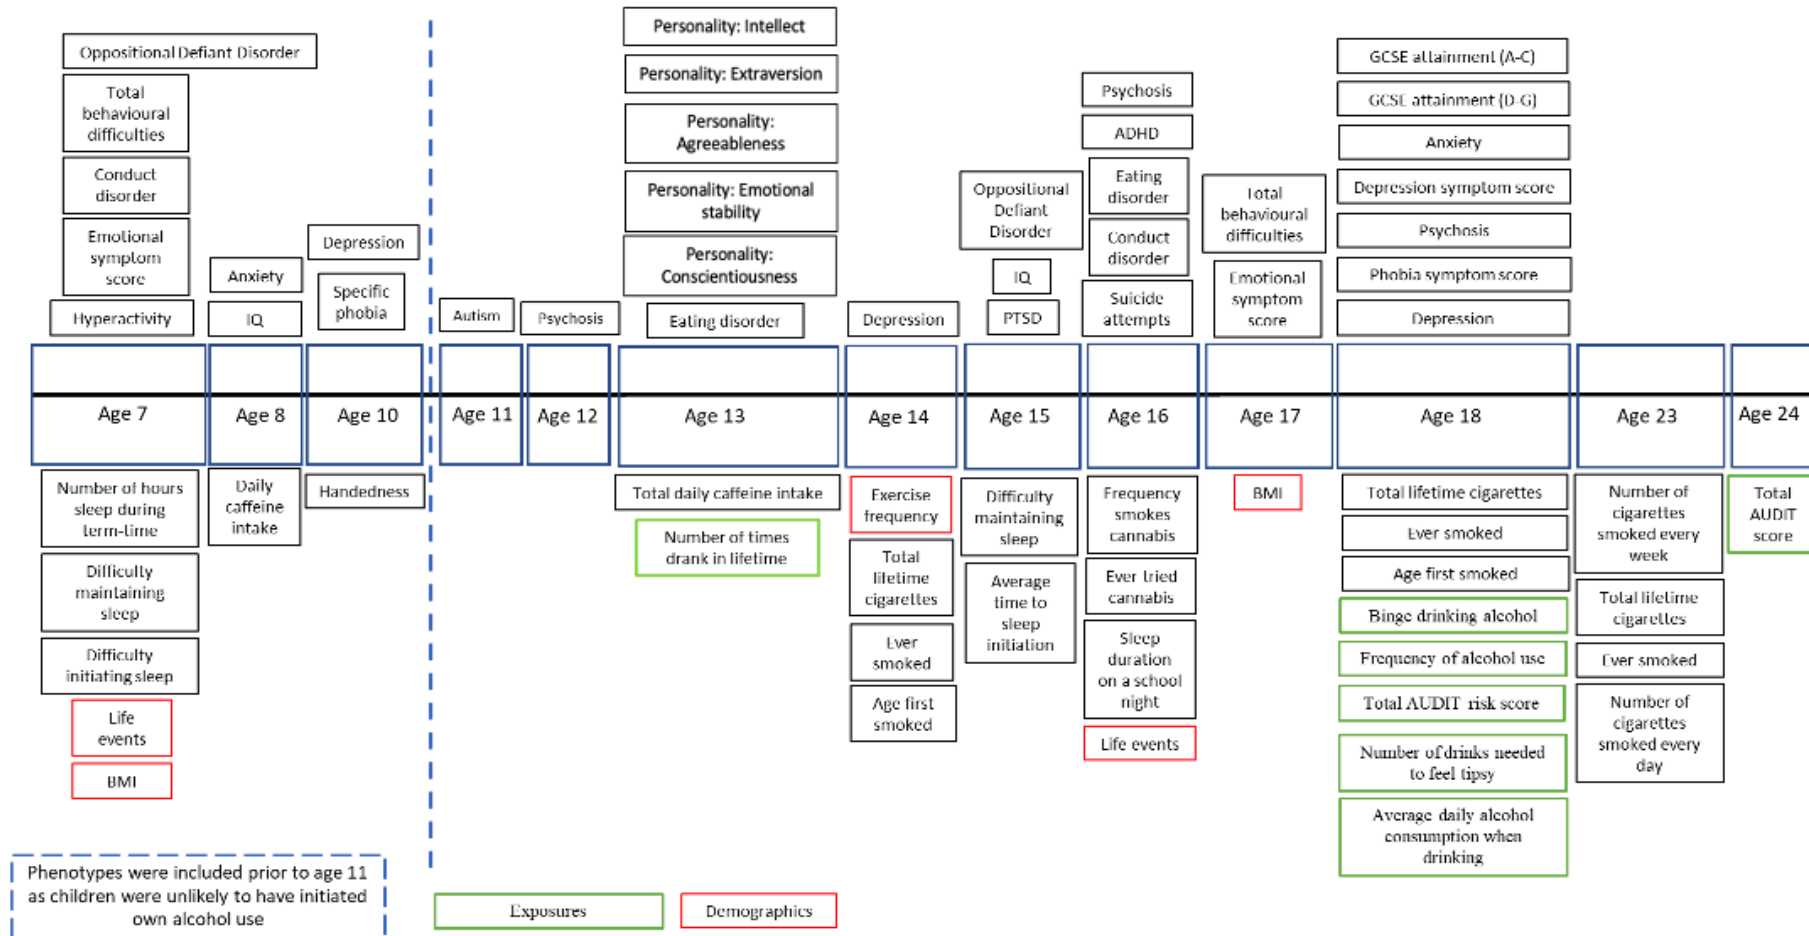 Oppositional Defiant Disorder
Total
behavioural
difficulties
Conduct
disorder
Emotional
symptom
score
Hyperactivity
Anxiety
IQ
Depression
Specific
phobia
Autism
Psychosis
Personality: Intellect
Personality: Extraversion
Personality:
Agreeableness
Personality: Emotional
stability
Personality:
Conscientiousness
Eating disorder
Depression
Oppositional
Defiant
Disorder
IQ
PTSD
Psychosis
ADHD
Eating
disorder
Conduct
disorder
Suicide
attempts
Total
behavioural
difficulties
Emotional
symptom
score
GCSE attainment (A-C)
GCSE attainment (D-G)
Anxiety
Depression symptom score
Psychosis
Phobia symptom score
Depression
Age 7
Age 8
Age 10
Age 11
Age 12
Age 13
Age 14
Age 15
Age 16
Age 17
Age 18
Age 23
Age 24
Number of hours
sleep during
term-time
Difficulty
maintaining
sleep
Difficulty
initiating sleep
Life
events
BMI
Daily
caffeine
intake
Handedness
Total daily caffeine intake
Number of times
drank in lifetime
Exercise
frequency
Total
lifetime
cigarettes
Ever
smoked
Age first
smoked
Difficulty
maintaining
sleep
Average
time to
sleep
initiation
Frequency
smokes
cannabis
Ever tried
cannabis
Sleep
duration
on a school
night
Life events
BMI
Total lifetime cigarettes
Ever smoked
Age first smoked
Binge drinking alcohol
Frequency of alcohol use
Total AUDIT risk score
Number of drinks needed
to feel tipsy
Average daily alcohol
consumption when
drinking
Number of
cigarettes
smoked every
week
Total lifetime
cigarettes
Ever smoked
Number of
cigarettes
smoked every
day
Total
AUDIT
score
Phenotypes were included prior to age 11
as children were unlikely to have initiated
own alcohol use
Exposures
Demographics